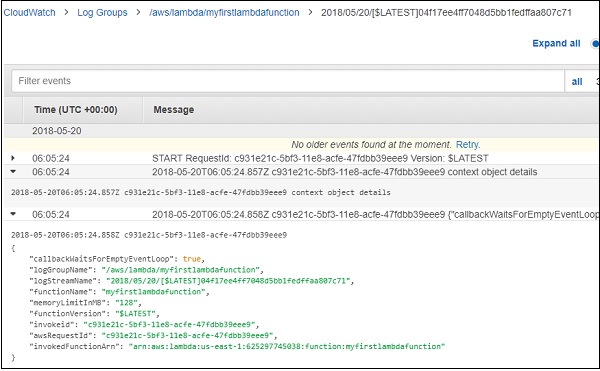 CloudWatch > Log Groups > /aws/lambda/myfirstlambdafunction > 2018/05/20/[$LATEST]04f17ee4ff7048d5bb1fedffaa807c71
Expand all
Filter events all
Time (UTC +00:00) Message
2018-05-20
No older events found at the moment. Retry.
06:05:24 START RequestId: c931e21c-5bf3-11e8-acfe-47fdbb39eee9 Version: $LATEST
06:05:24 2018-05-20T06:05:24.857Z c931e21c-5bf3-11e8-acfe-47fdbb39eee9 context object details
2018-05-20T06:05:24.857Z c931e21c-5bf3-11e8-acfe-47fdbb39eee9 context object details
06:05:24 2018-05-20T06:05:24.858Z c931e21c-5bf3-11e8-acfe-47fdbb39eee9 {"callbackWaitsForEmptyEventLoop
2018-05-20T06:05:24.858Z c931e21c-5bf3-11e8-acfe-47fdbb39eee9
{
"callbackWaitsForEmptyEventLoop": true,
"logGroupName": "/aws/lambda/myfirstlambdafunction",
"logStreamName": "2018/05/20/[$LATEST]04f17ee4ff7048d5bb1fedffaa807c71",
"functionName": "myfirstlambdafunction",
"memoryLimitInMB": "128",
"functionVersion": "$LATEST",
"invokeid": "c931e21c-5bf3-11e8-acfe-47fdbb39eee9",
"awsRequestId": "c931e21c-5bf3-11e8-acfe-47fdbb39eee9",
"invokedFunctionArn": "arn:aws:lambda:us-east-1:625297745038:function:myfirstlambdafunction"
}